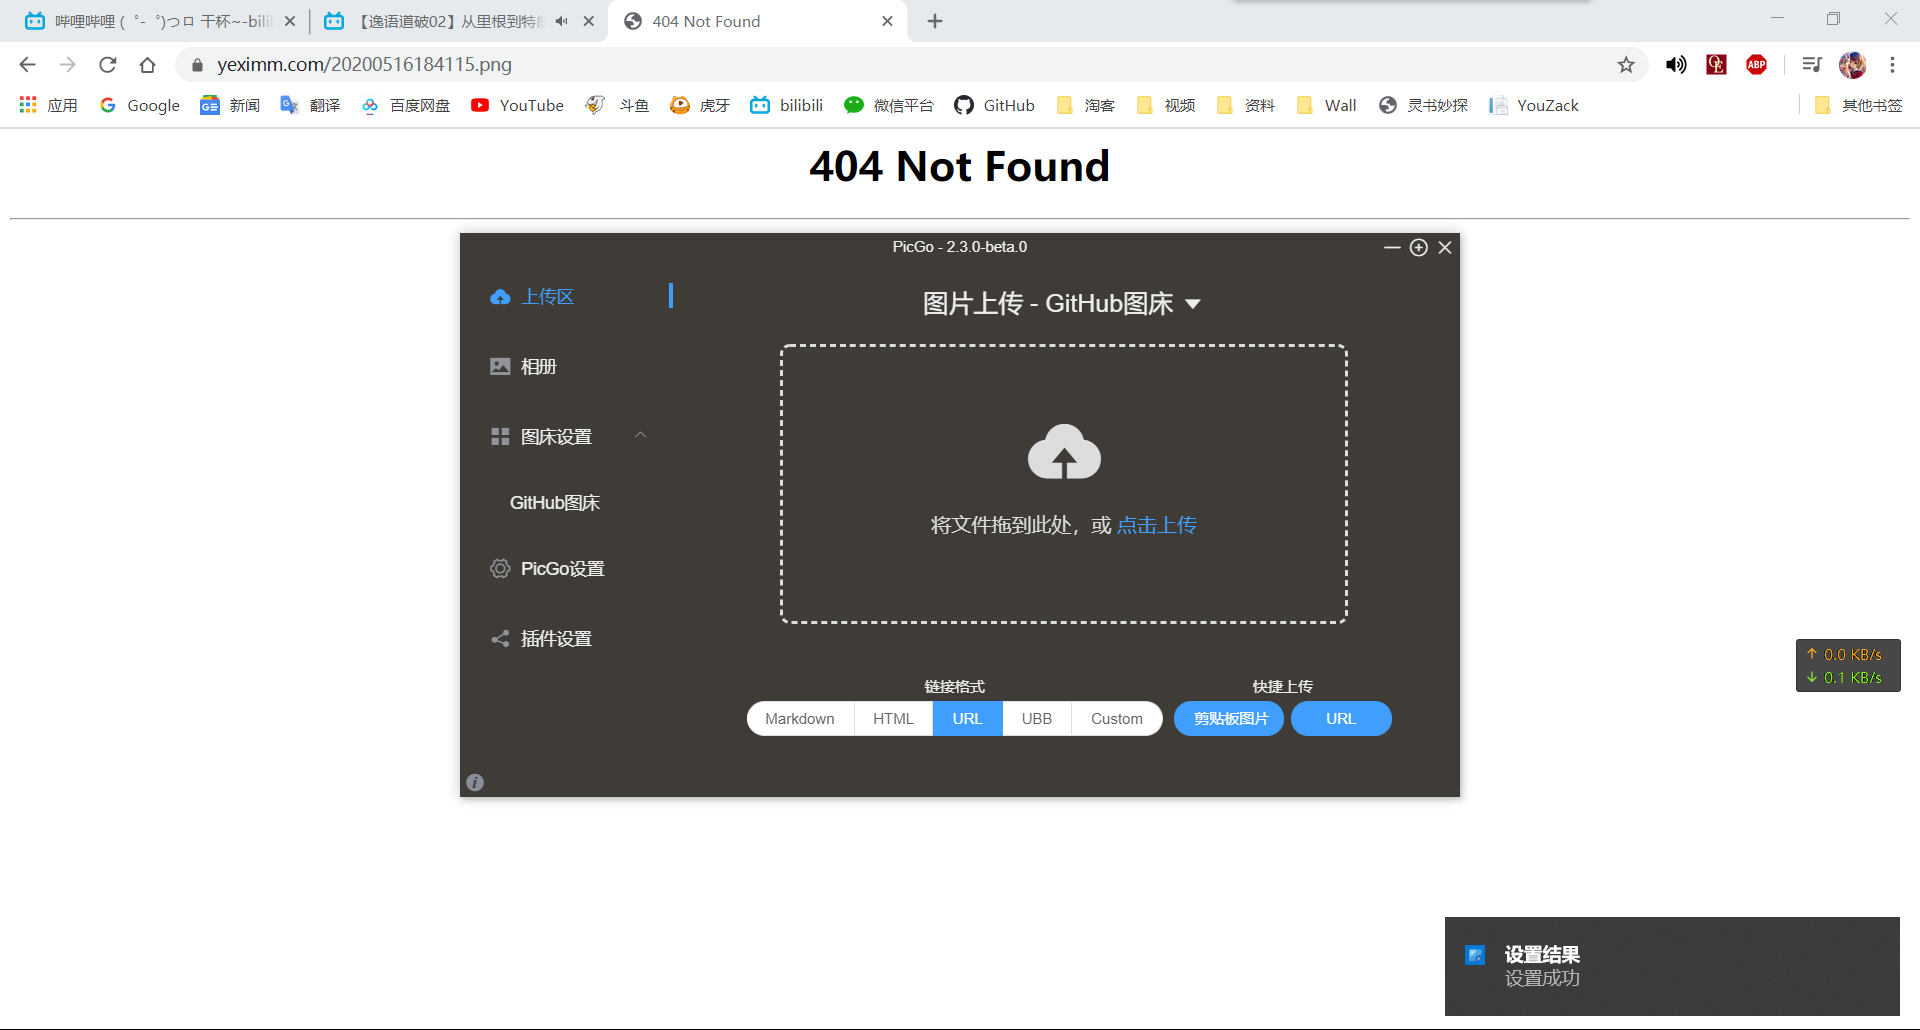 哔哩哔哩 (゜-゜)つロ 干杯~-bili
【逸语道破02】从里根到特
404 Not Found
yeximm.com/20200516184115.png
ABP
应用
Google
新闻
翻译
百度网盘
YouTube
斗鱼
虎牙
bilibili
微信平台
GitHub
淘客
视频
资料
Wall
灵书妙探
YouZack
其他书签
404 Not Found
PicGo - 2.3.0-beta.0
上传区
相册
图床设置
GitHub图床
PicGo设置
插件设置
图片上传 - GitHub图床
将文件拖到此处，或 点击上传
链接格式
快捷上传
Markdown
HTML
URL
UBB
Custom
剪贴板图片
URL
↑ 0.0 KB/s
↓ 0.1 KB/s
设置结果
设置成功